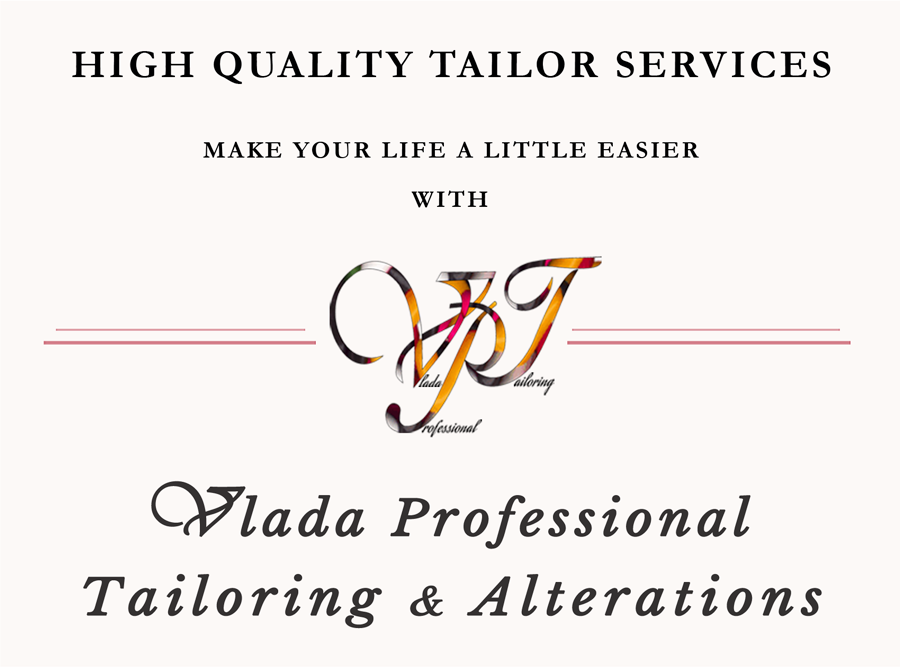 HIGH QUALITY TAILOR SERVICES
MAKE YOUR LIFE A LITTLE EASIER
WITH
VPT
Vlada Tailoring
Professional
Vlada Professional
Tailoring & Alterations